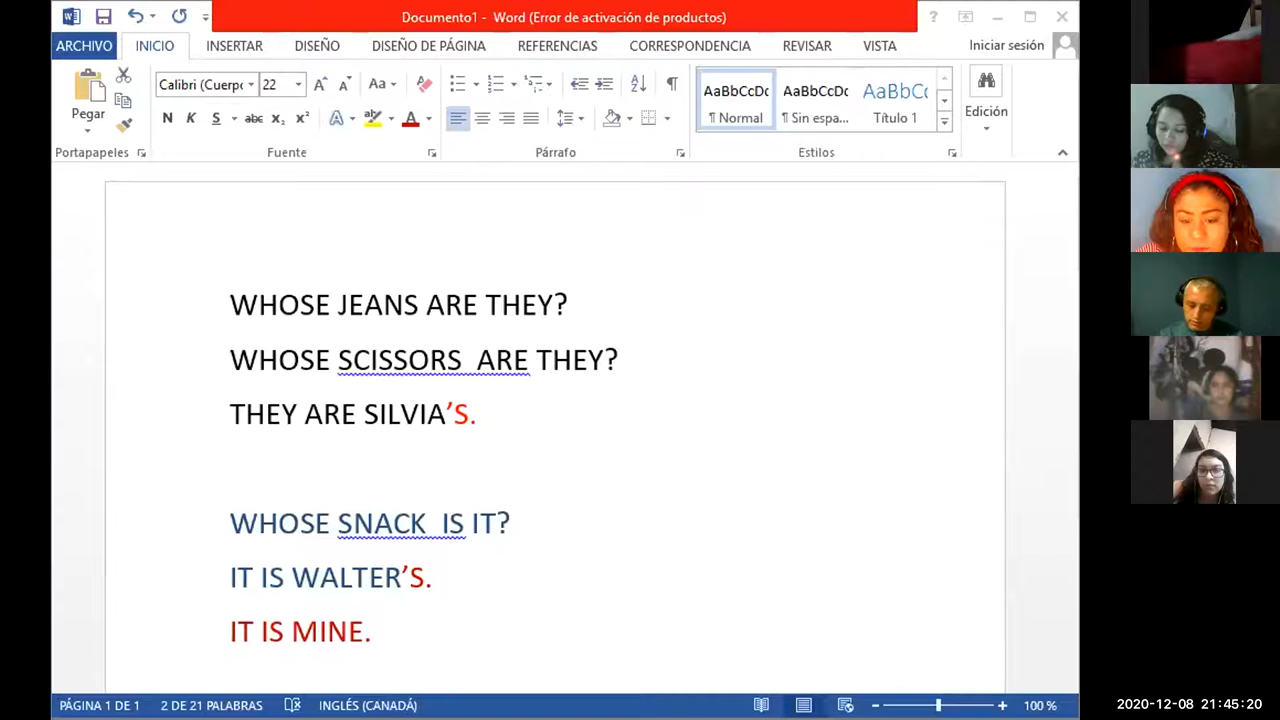 Documento1 - Word (Error de activación de productos)
?
ARCHIVO INICIO INSERTAR DISEÑO DISEÑO DE PÁGINA REFERENCIAS CORRESPONDENCIA REVISAR VISTA Iniciar sesión
Calibri (Cuerpo 22 Aa AaBbCcDc AaBbCcDc AaBbCc
Pegar N K S abc x₂ x² A A ¶ Normal ¶ Sin espa... Título 1 Edición
Portapapeles Fuente Párrafo Estilos
WHOSE JEANS ARE THEY?
WHOSE SCISSORS ARE THEY?
THEY ARE SILVIA’S.
WHOSE SNACK IS IT?
IT IS WALTER’S.
IT IS MINE.
PÁGINA 1 DE 1 2 DE 21 PALABRAS INGLÉS (CANADÁ) 100 %
2020-12-08 21:45:20